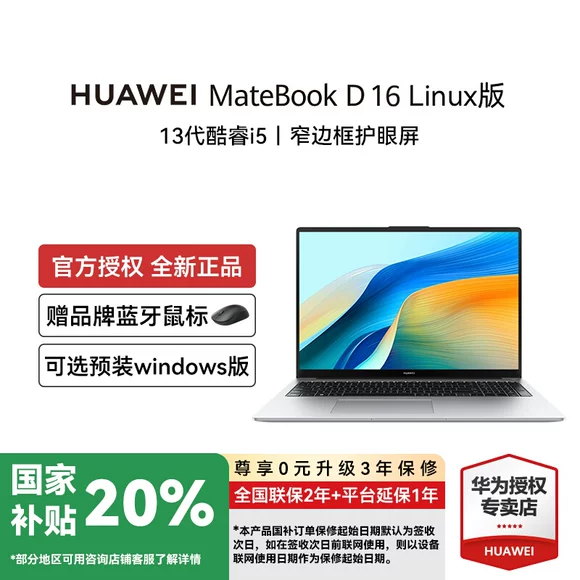 HUAWEI MateBook D 16 Linux版
13代酷睿i5丨窄边框护眼屏
官方授权 全新正品
赠品牌蓝牙鼠标
可选预装windows版
国家
补贴
20%
*部分地区可用咨询店铺客服了解详情
尊享0元升级3年保修
全国联保2年+平台延保1年
*本产品国补订单保修起始日期默认为签收
次日，如在签收次日前联网使用，则以设备
联网使用日期作为保修起始日期。
华为授权
专卖店
HUAWEI
HUAWEI